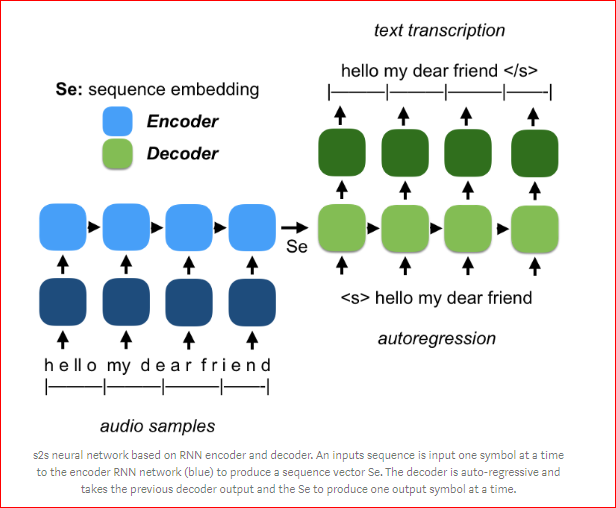 text transcription
hello my dear friend </s>
|———|———|———|——-|
Se: sequence embedding
Encoder
Decoder
Se
<s> hello my dear friend
autoregression
h e l l o  my  d e a r  f r i e n d
|———|———|———|——-|
audio samples
s2s neural network based on RNN encoder and decoder. An inputs sequence is input one symbol at a time
to the encoder RNN network (blue) to produce a sequence vector Se. The decoder is auto-regressive and
takes the previous decoder output and the Se to produce one output symbol at a time.